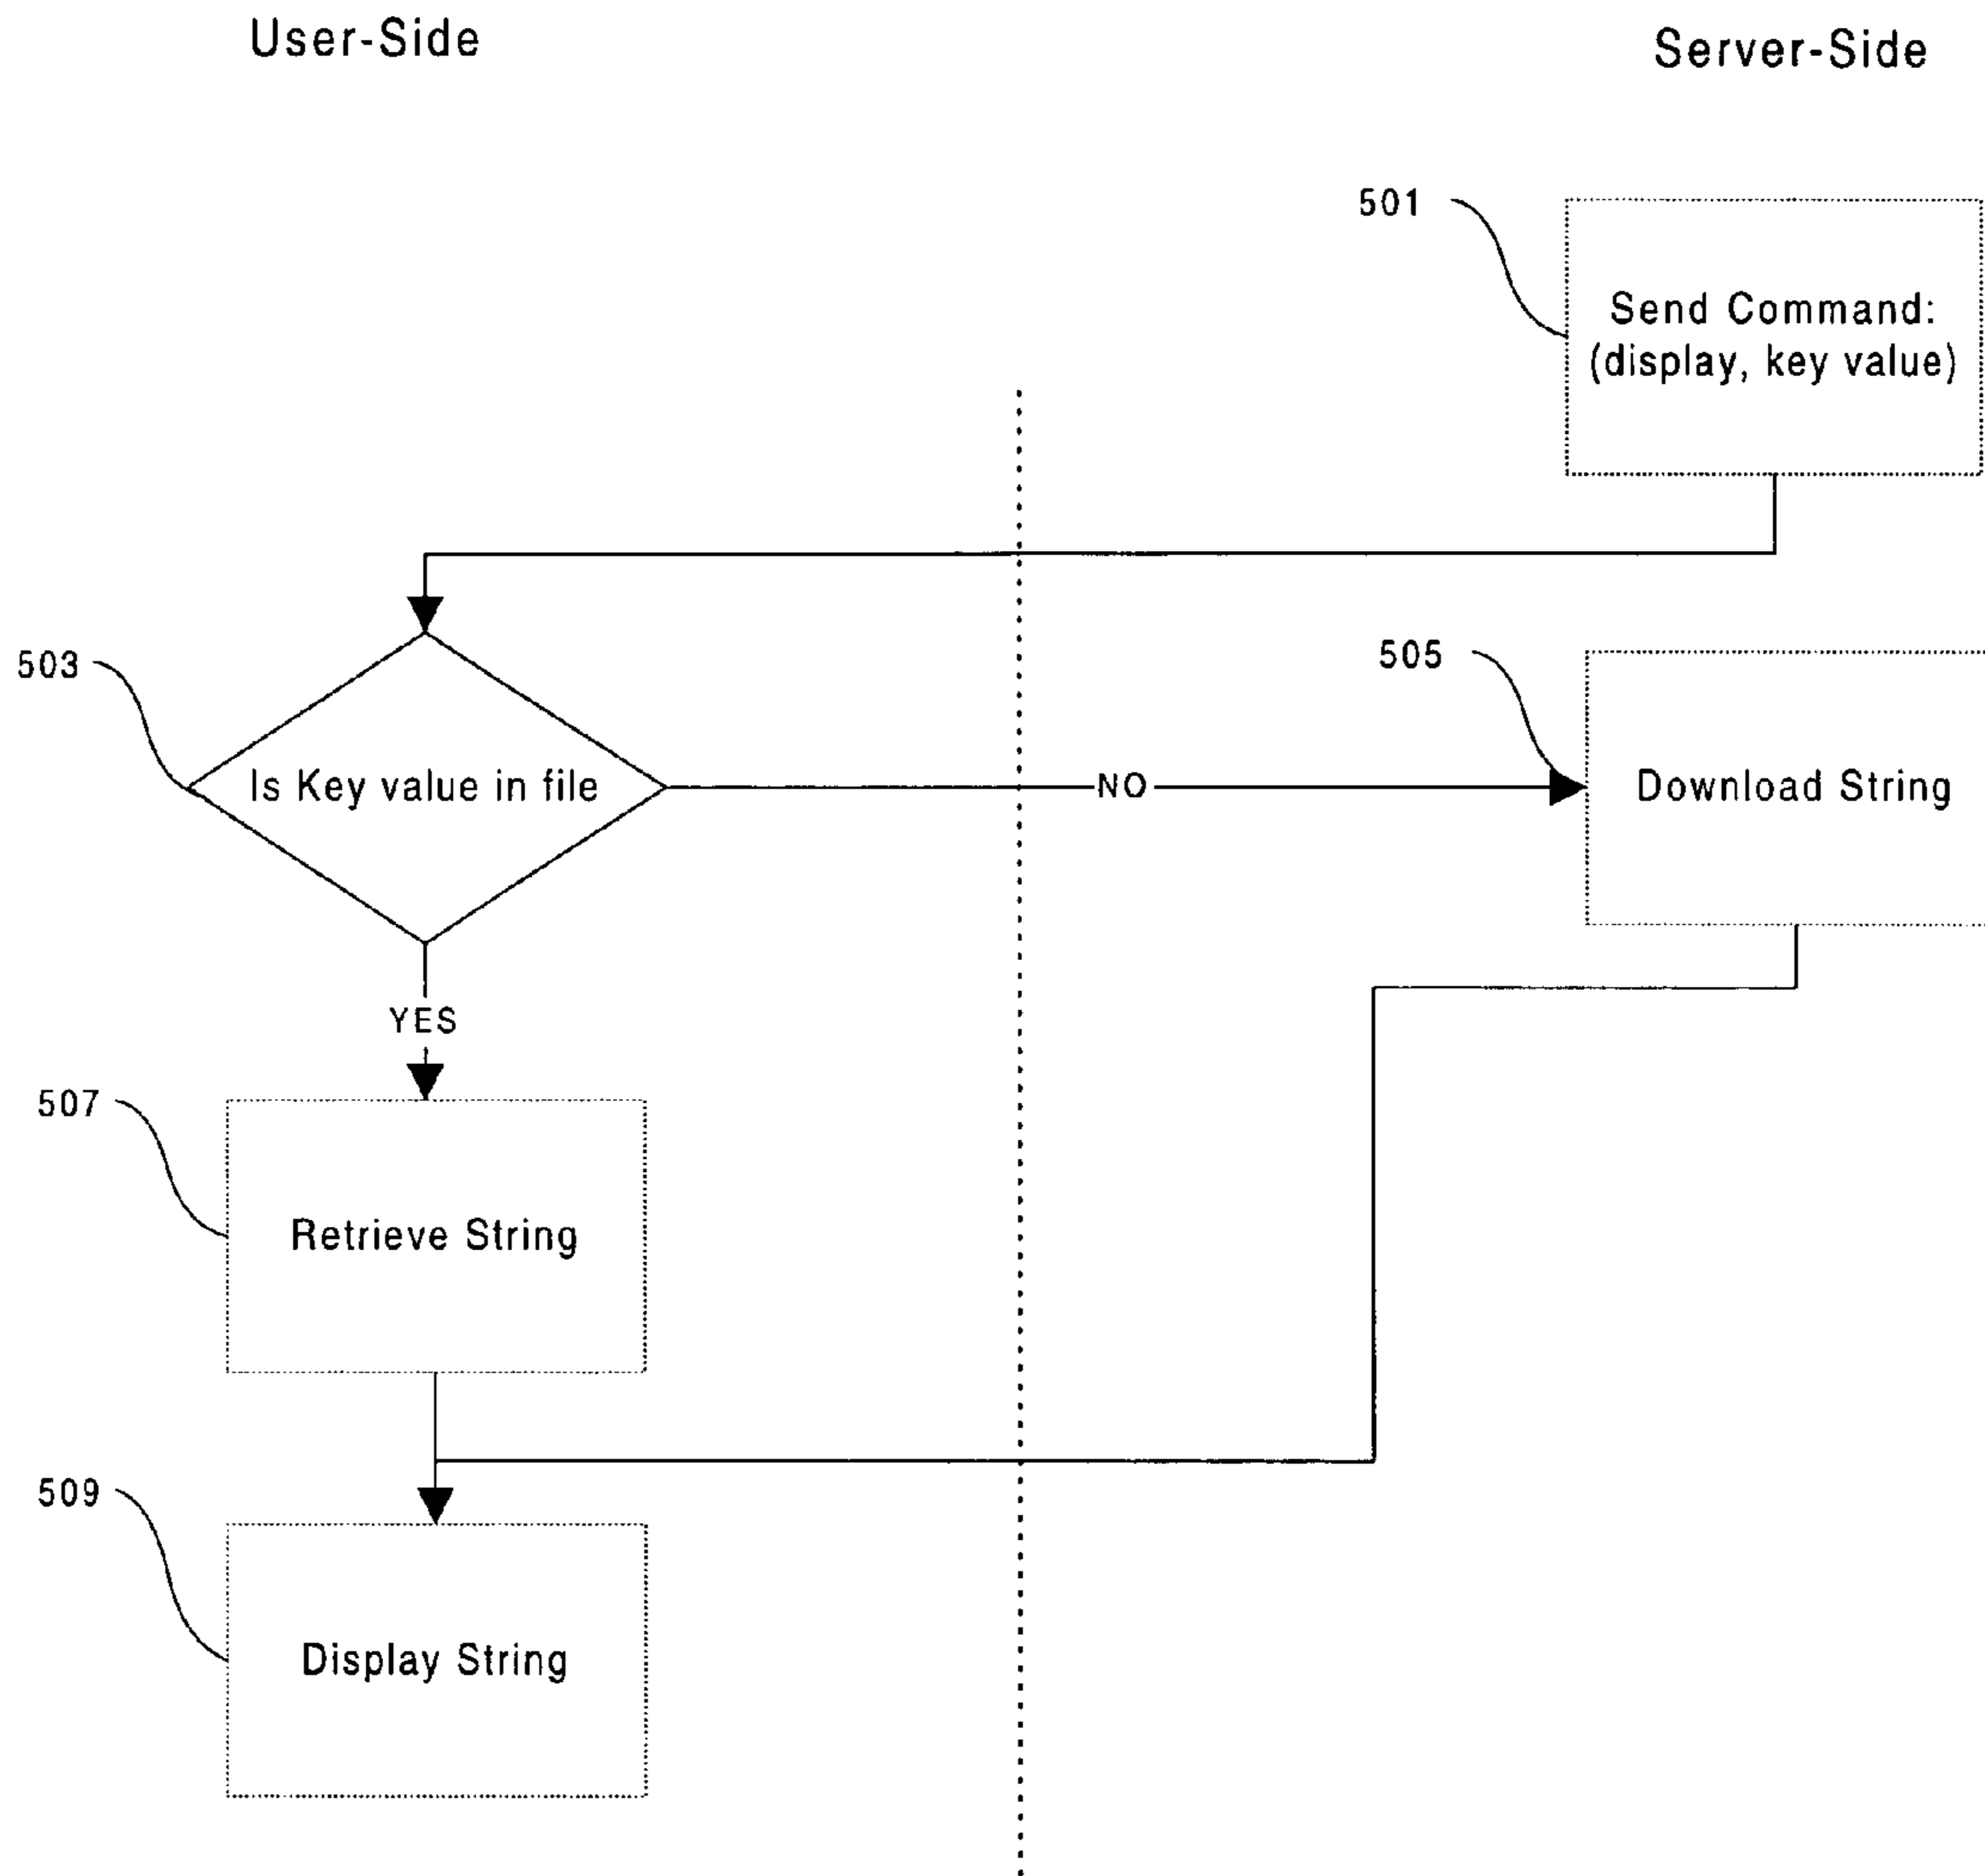 User-Side
Server-Side
501
Send Command:
(display, key value)
503
Is Key value in file
NO
505
Download String
YES
507
Retrieve String
509
Display String